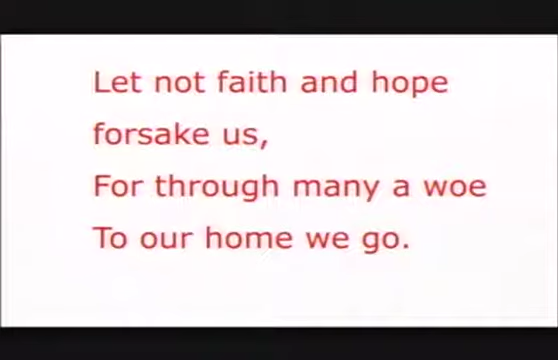 Let not faith and hope
forsake us,
For through many a woe
To our home we go.